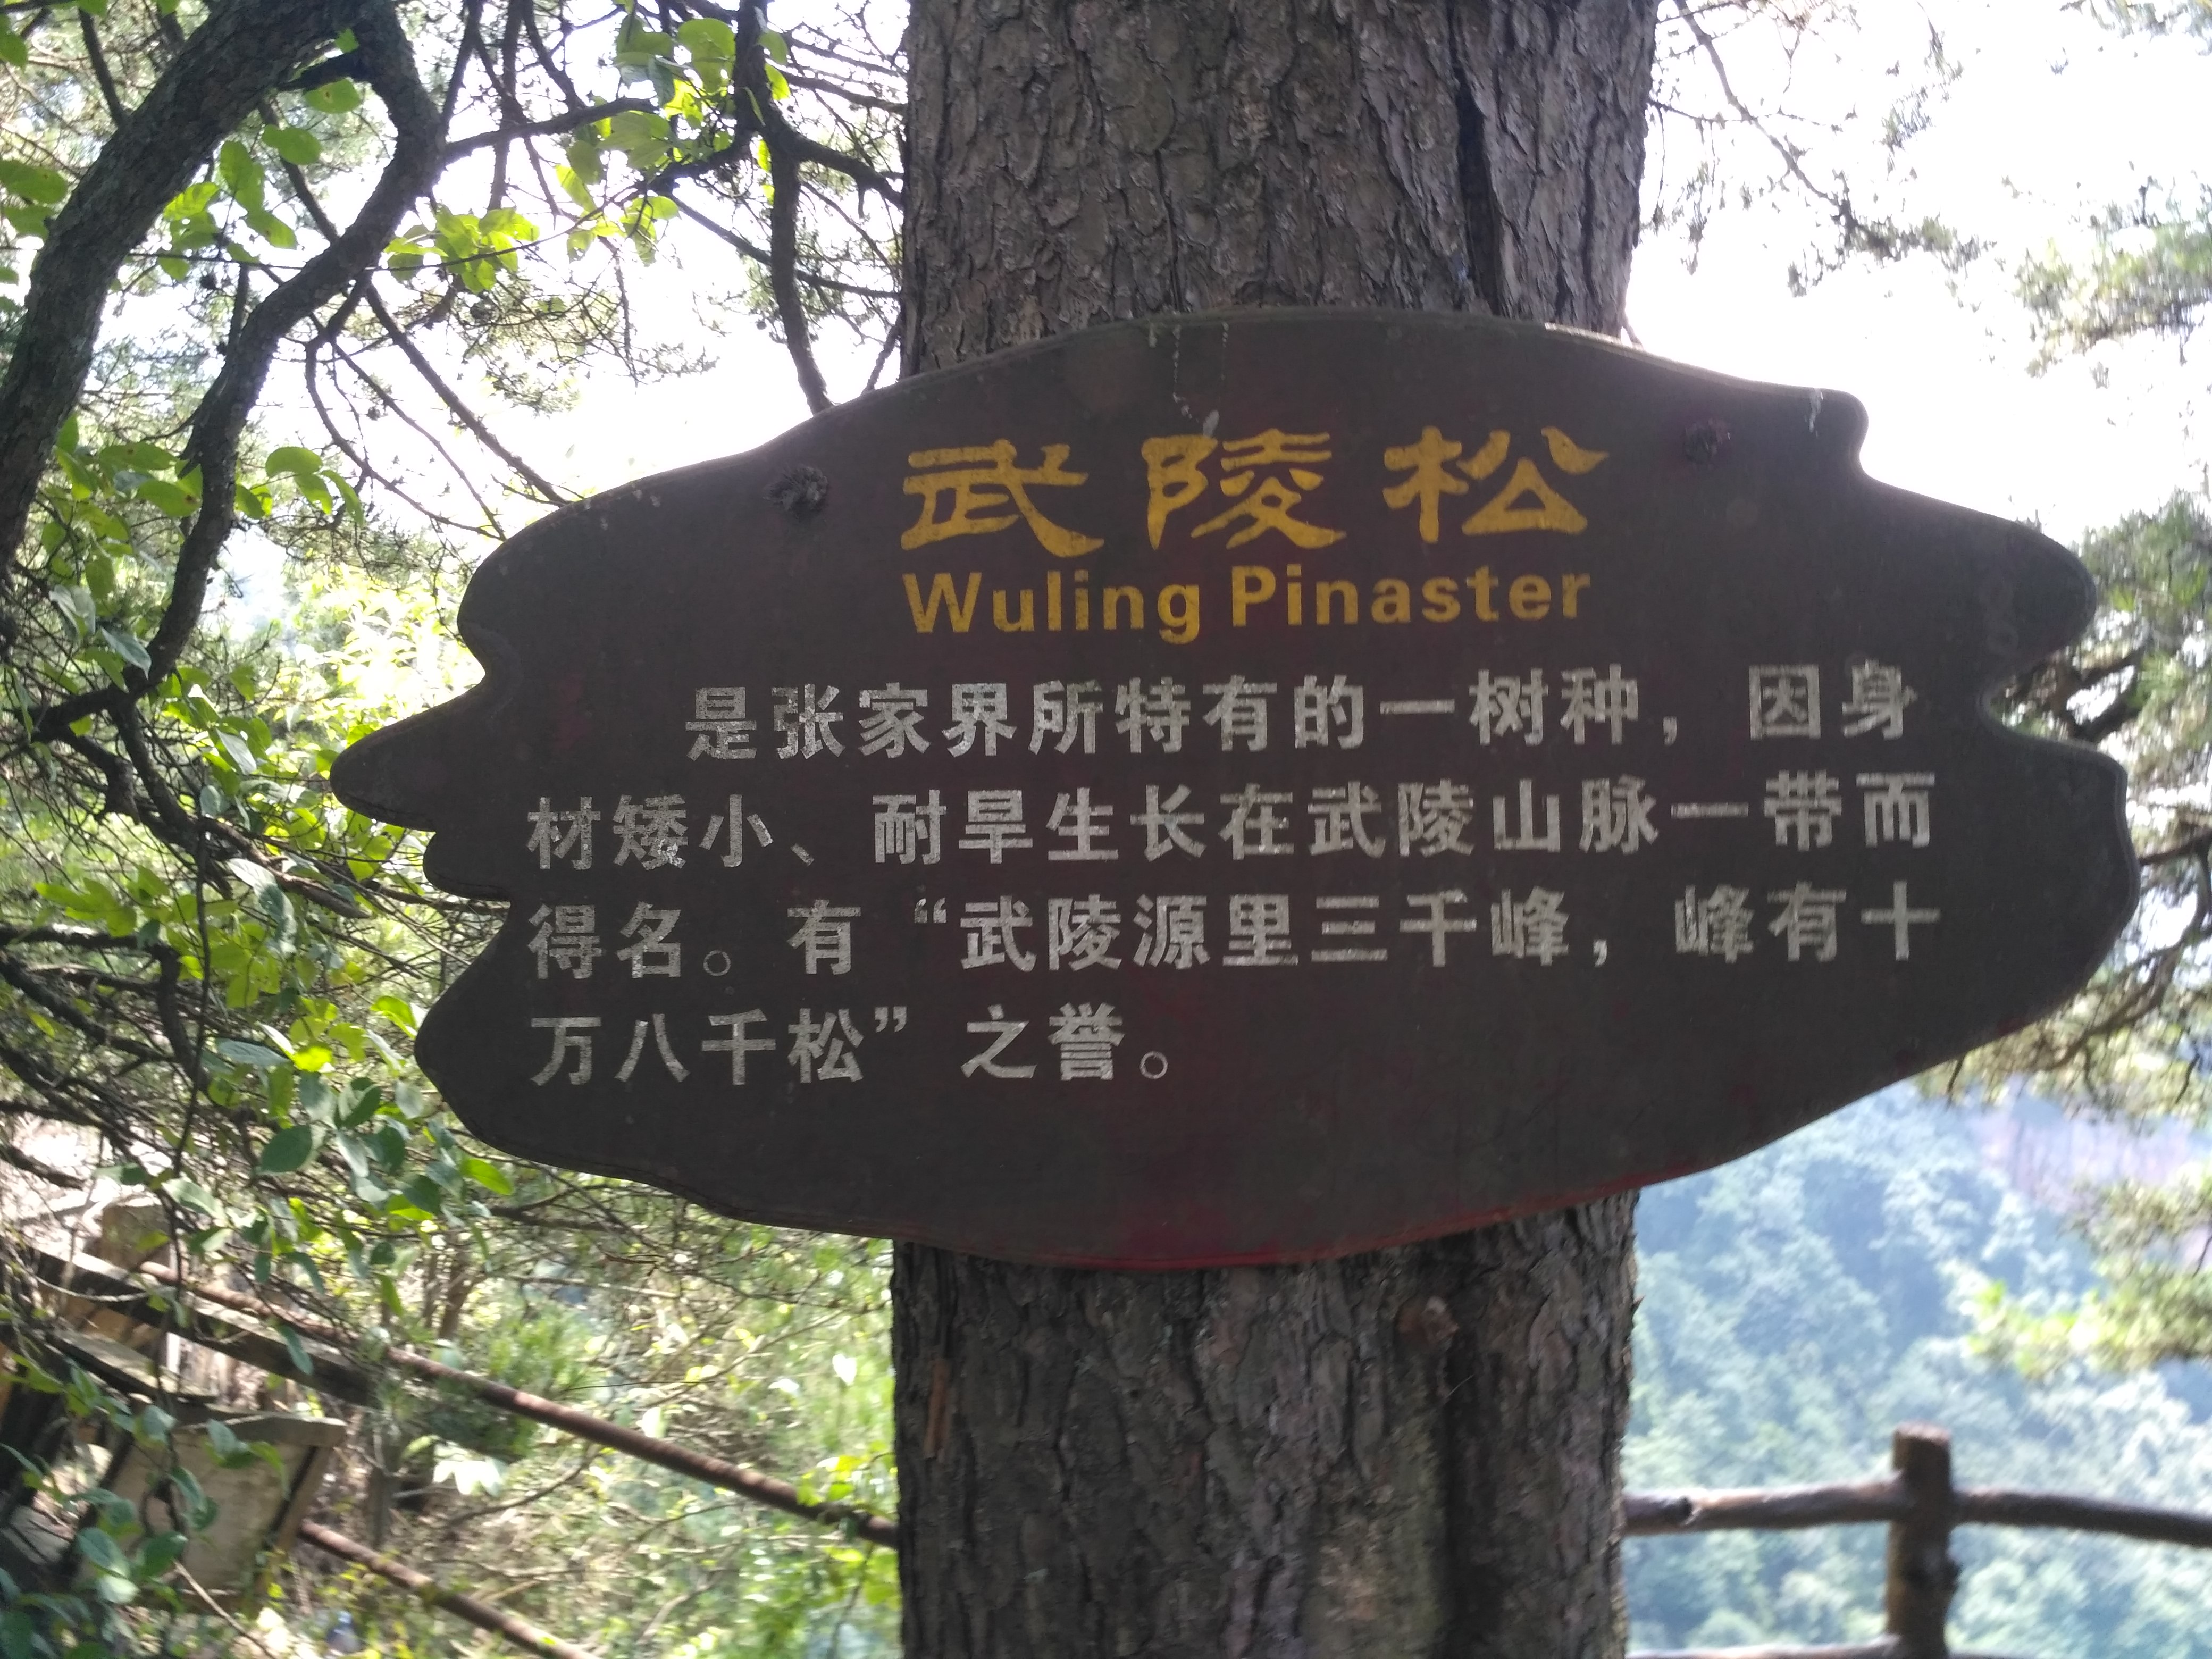 武陵松
Wuling Pinaster
是张家界所特有的一树种，因身
材矮小、耐旱生长在武陵山脉一带而
得名。有“武陵源里三千峰，峰有十
万八千松”之誉。